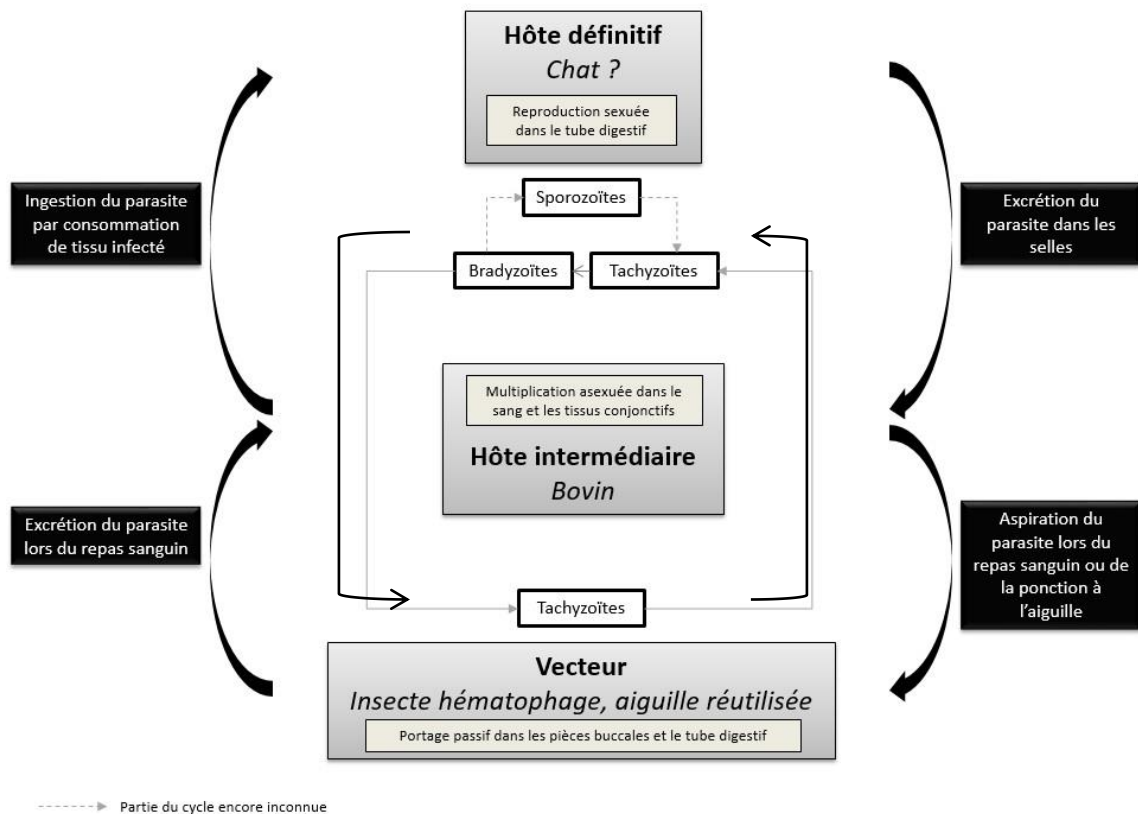 Hôte définitif
Chat ?
Reproduction sexuée
dans le tube digestif
Ingestion du parasite
par consommation
de tissu infecté
Sporozoïtes
Excrétion du
parasite dans les
selles
Bradyzoïtes
Tachyzoïtes
Multiplication asexuée dans le
sang et les tissus conjonctifs
Hôte intermédiaire
Bovin
Excrétion du parasite
lors du repas sanguin
Aspiration du
parasite lors du
repas sanguin ou de
la ponction à
l’aiguille
Tachyzoïtes
Vecteur
Insecte hématophage, aiguille réutilisée
Portage passif dans les pièces buccales et le tube digestif
Partie du cycle encore inconnue